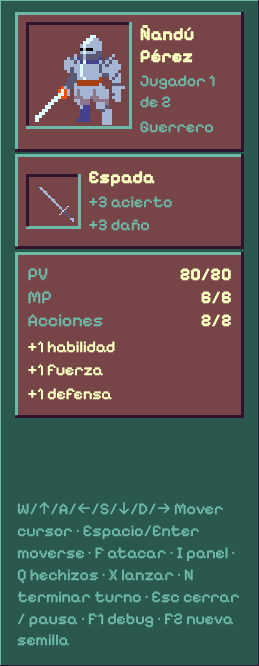 Ñandú
Pérez
Jugador 1
de 2
Guerrero
Espada
+3 acierto
+3 daño
PV 80/80
MP 6/6
Acciones 8/8
+1 habilidad
+1 fuerza
+1 defensa
W/↑/A/←/S/↓/D/→ Mover
cursor · Espacio/Enter
moverse · F atacar · I panel ·
Q hechizos · X lanzar · N
terminar turno · Esc cerrar
/ pausa · F1 debug · F2 nueva
semilla